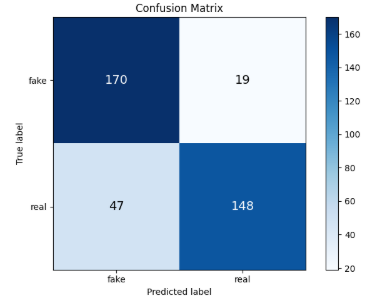 Confusion Matrix
fake
170
19
real
47
148
fake
real
True label
Predicted label
160
140
120
100
80
60
40
20